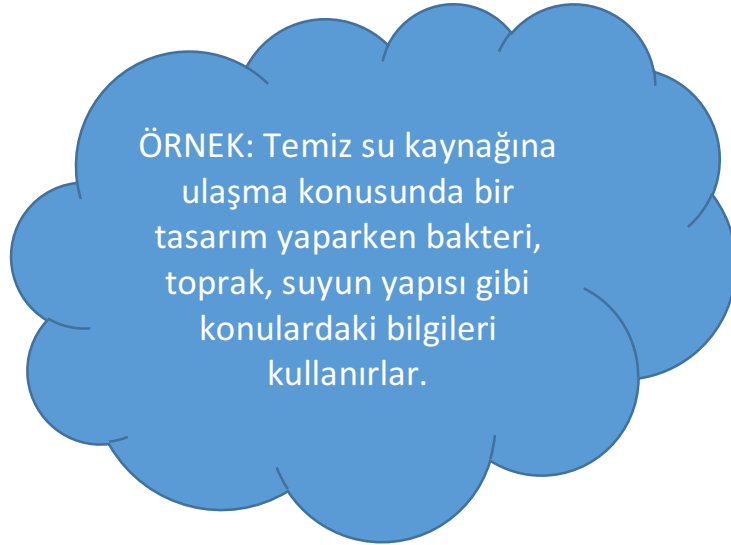 ÖRNEK: Temiz su kaynağına
ulaşma konusunda bir
tasarım yaparken bakteri,
toprak, suyun yapısı gibi
konulardaki bilgileri
kullanırlar.